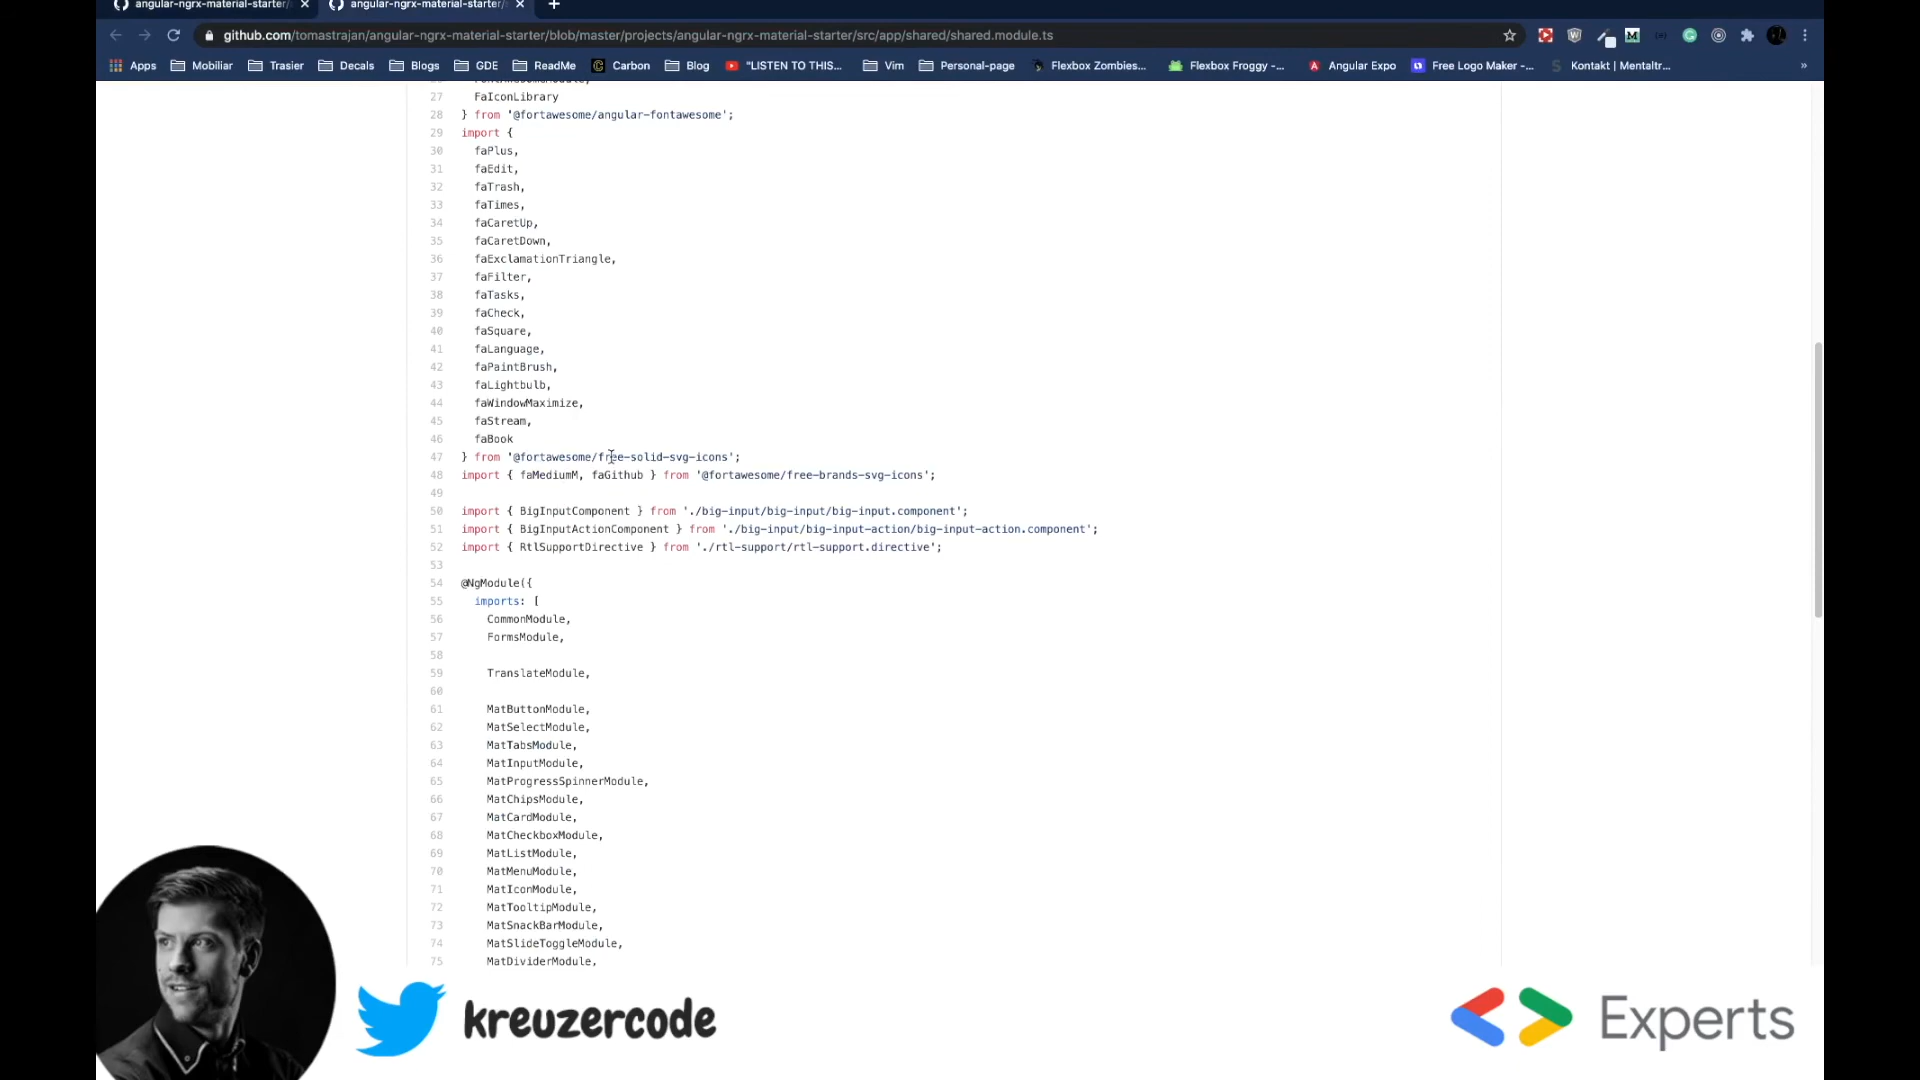 angular-ngrx-material-starter/
angular-ngrx-material-starter/
github.com/tomastrajan/angular-ngrx-material-starter/blob/master/projects/angular-ngrx-material-starter/src/app/shared/shared.module.ts
Apps Mobiliar Trasier Decals Blogs GDE ReadMe Carbon Blog "LISTEN TO THIS... Vim Personal-page Flexbox Zombies... Flexbox Froggy -... Angular Expo Free Logo Maker -... Kontakt | Mentaltr... »
27 FaIconLibrary
28 } from '@fortawesome/angular-fontawesome';
29 import {
30 faPlus,
31 faEdit,
32 faTrash,
33 faTimes,
34 faCaretUp,
35 faCaretDown,
36 faExclamationTriangle,
37 faFilter,
38 faTasks,
39 faCheck,
40 faSquare,
41 faLanguage,
42 faPaintBrush,
43 faLightbulb,
44 faWindowMaximize,
45 faStream,
46 faBook
47 } from '@fortawesome/free-solid-svg-icons';
48 import { faMediumM, faGithub } from '@fortawesome/free-brands-svg-icons';
49
50 import { BigInputComponent } from './big-input/big-input/big-input.component';
51 import { BigInputActionComponent } from './big-input/big-input-action/big-input-action.component';
52 import { RtlSupportDirective } from './rtl-support/rtl-support.directive';
53
54 @NgModule({
55 imports: [
56 CommonModule,
57 FormsModule,
58
59 TranslateModule,
60
61 MatButtonModule,
62 MatSelectModule,
63 MatTabsModule,
64 MatInputModule,
65 MatProgressSpinnerModule,
66 MatChipsModule,
67 MatCardModule,
68 MatCheckboxModule,
69 MatListModule,
70 MatMenuModule,
71 MatIconModule,
72 MatTooltipModule,
73 MatSnackBarModule,
74 MatSlideToggleModule,
75 MatDividerModule,
kreuzercode
Experts